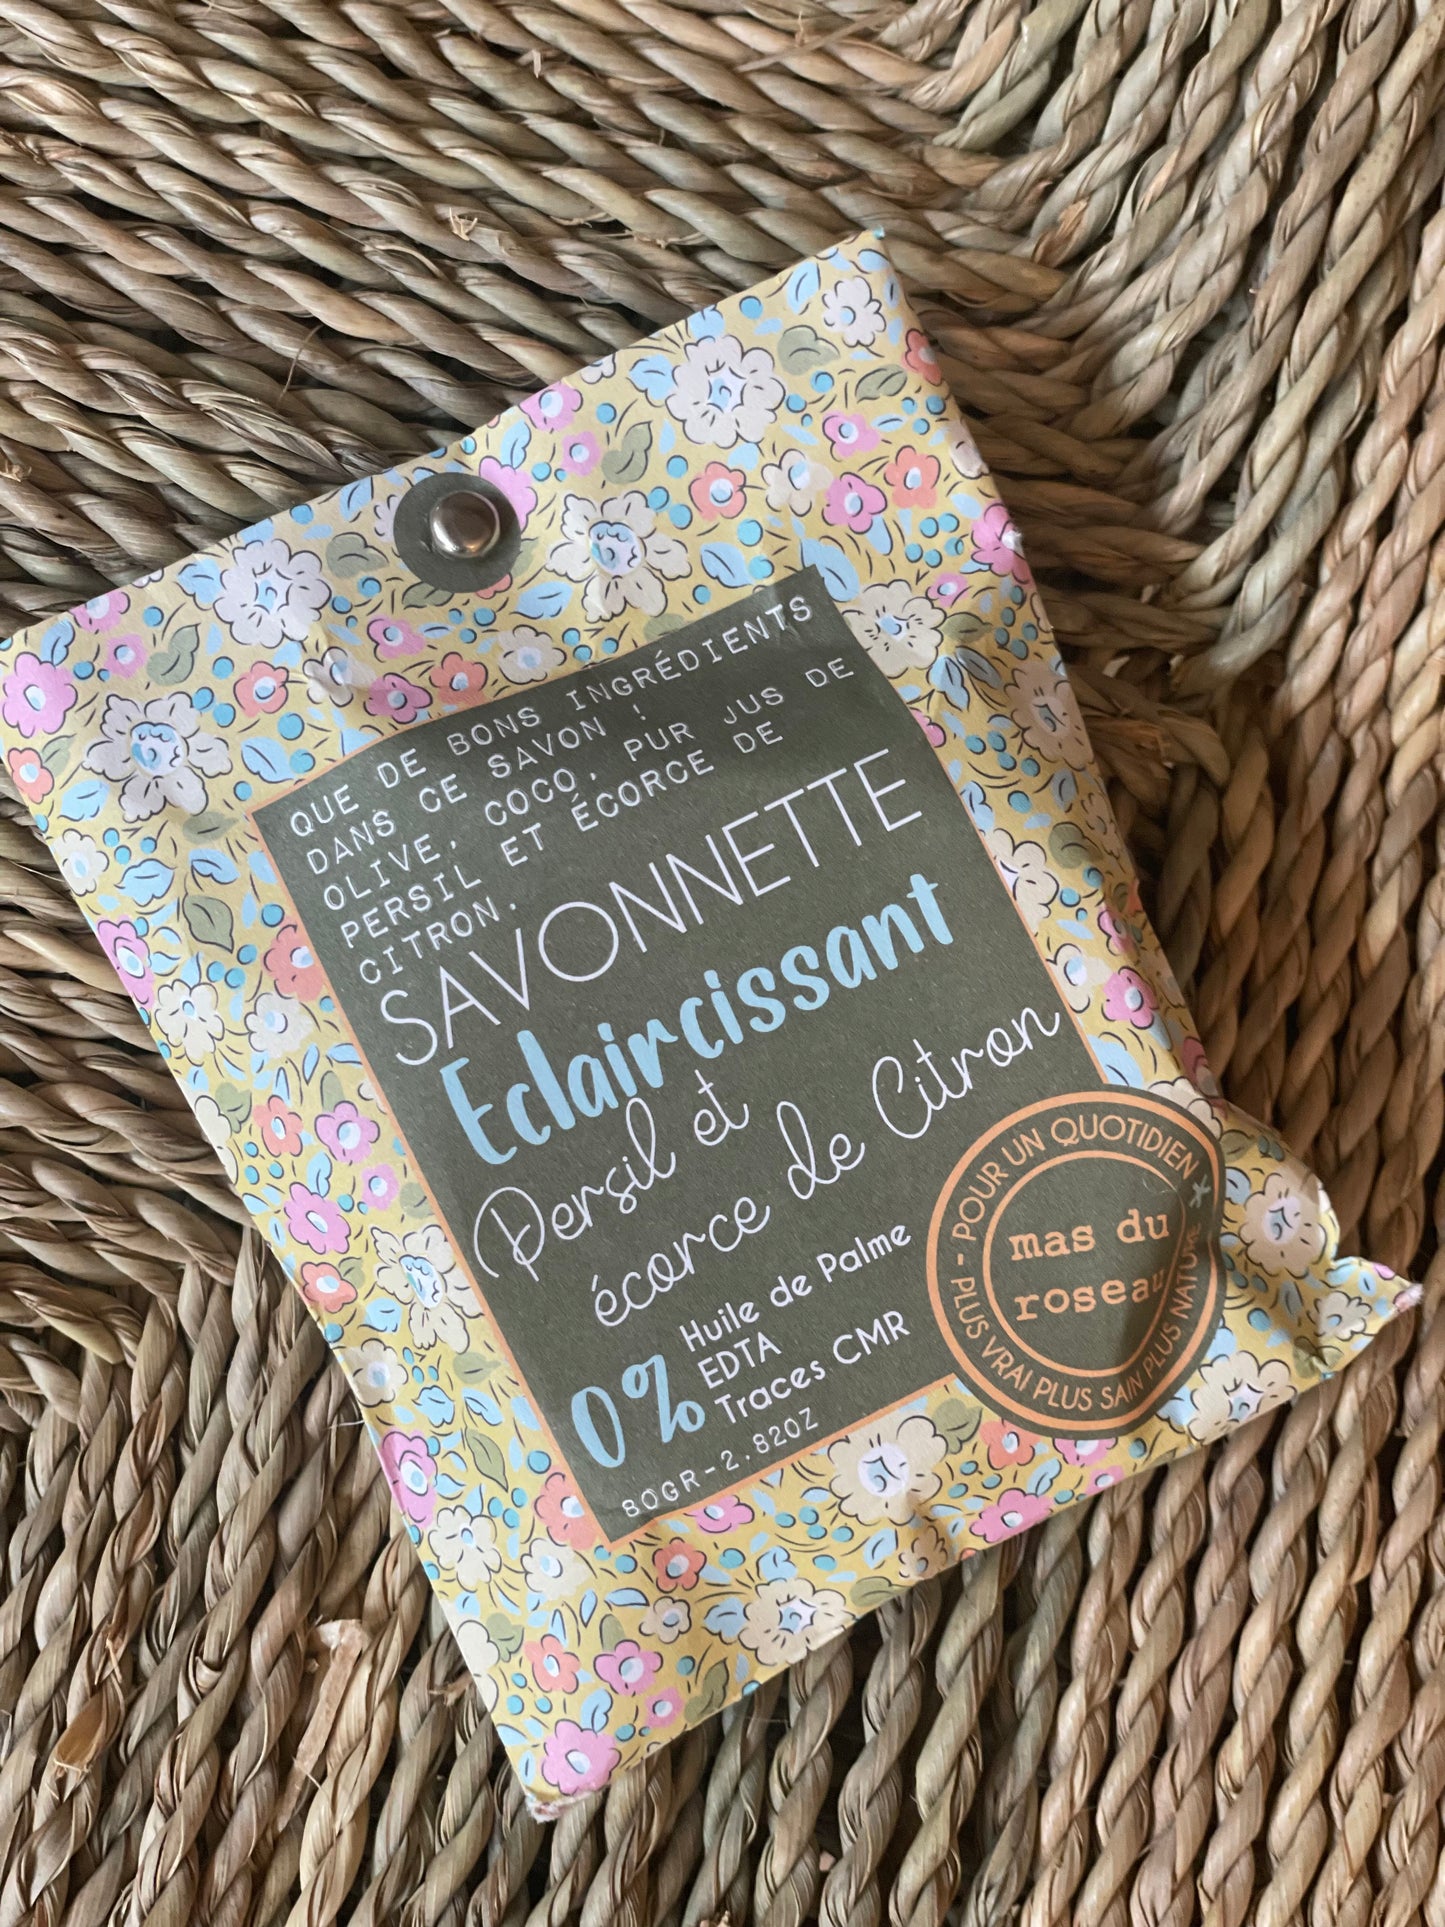 QUE DE BONS INGRÉDIENTS
DANS CE SAVON !
OLIVE, COCO, PUR JUS DE
PERSIL ET ÉCORCE DE
CITRON.
SAVONNETTE
Eclaircissant
Persil et
écorce de Citron
0%
Huile de Palme
EDTA
Traces CMR
80GR-2.82OZ
- POUR UN QUOTIDIEN *
PLUS VRAI PLUS SAIN PLUS NATURE
mas du
roseau